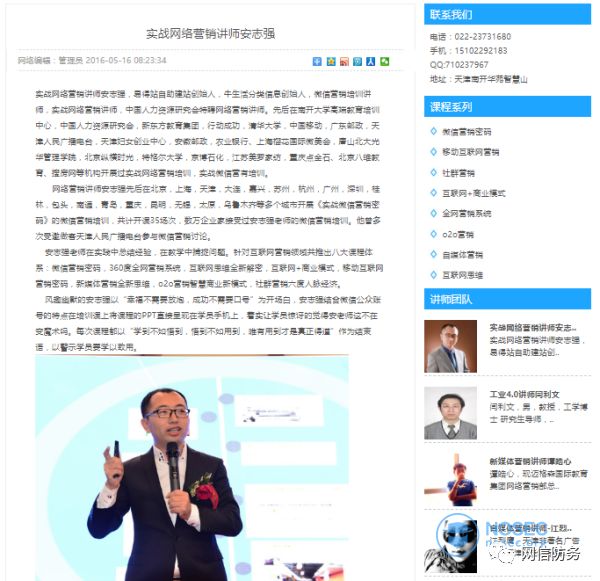 实战网络营销讲师安志强
网络编辑：管理员 2016-05-16 08:23:34
实战网络营销讲师安志强，易得站自助建站创始人，牛生活分类信息创始人，微信营销培训讲
师，实战网络营销讲师，中国人力资源研究会特聘网络营销讲师。先后在南开大学高端教育培训
中心，中国人力资源研究会，新东方教育集团，行动成功，清华大学，中国移动，广东邮政，天
津人民广播电台，天津妇女创业中心，安徽邮政，农业银行，上海樱花国际微美会，唐山北大光
华管理学院，北京纵横时光，特格尔大学，京博石化，江苏美罗家纺，重庆点金石、北京八维教
育、搜房网等机构开展过实战网络营销培训，实战微信营育培训。
网络营销讲师安志强先后在北京，上海，天津，大连，嘉兴，苏州，杭州，广州，深圳，桂
林，包头，南通，青岛，重庆，昆明，无锡，太原，乌鲁木齐等多个城市开展《实战微信营销密
码》的微信营销培训，共计开课35场次，数万企业家接受过安志强老师的微信营销培训。他曾多
次受邀做客天津人民广播电台参与微信营销讨论。
安志强老师在实践中总结经验，在教学中捕捉问题。针对互联网营销领域共推出八大课程体
系：微信营销密码，360度全网营销系统，互联网思维全新解密，互联网+商业模式，移动互联网
营销密码，新媒体营销全新思维，o2o营销智慧商业新模式，社群营销六度人脉经济。
风趣幽默的安志强以“幸福不需要放炮，成功不需要口号”为开场白，安志强结合微信公众账
号的特点在培训课上将课程的PPT直接呈现在学员手机上，着实让学员惊讶的觉得安老师这不在
变魔术吗。每次课程都以“学到不如悟到，悟到不如用到，唯有用到才是真正得道”作为结束
语，以警示学员要学以致用。
联系我们
电话：022-23731680
手机：15102292183
QQ:710237967
地址：天津南开华苑智慧山
课程系列
微信营销密码
移动互联网营销
社群营销
互联网+商业模式
全网营销系统
o2o营销
自媒体营销
互联网思维
讲师团队
实战网络营销讲师安志..
实战网络营销讲师安志强，
易得站自助建站创...
工业4.0讲师闫利文
闫利文，男，教授，工学博
士 研究生导师，..
新媒体营销讲师谭皓心
谭皓心，现迈格森国际教育
集团网络营销部总..
自媒体营销讲师-江烈..
网信防务